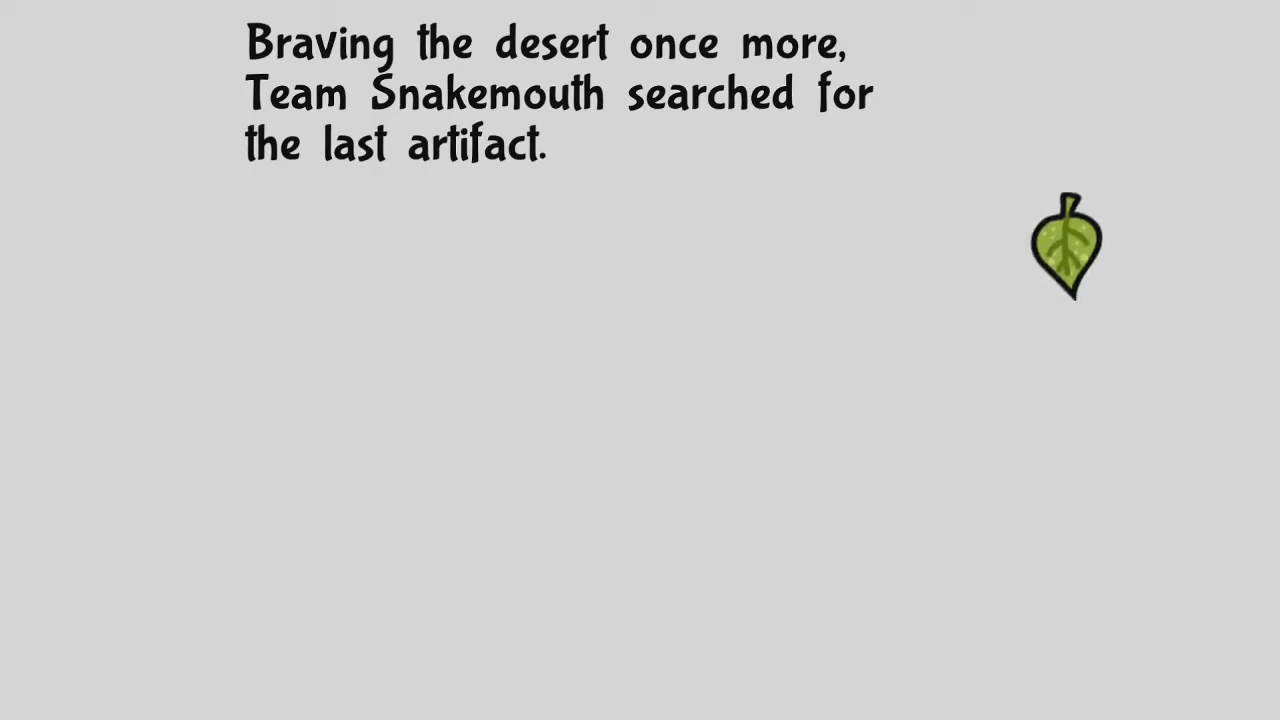 Braving the desert once more,
Team Snakemouth searched for
the last artifact.